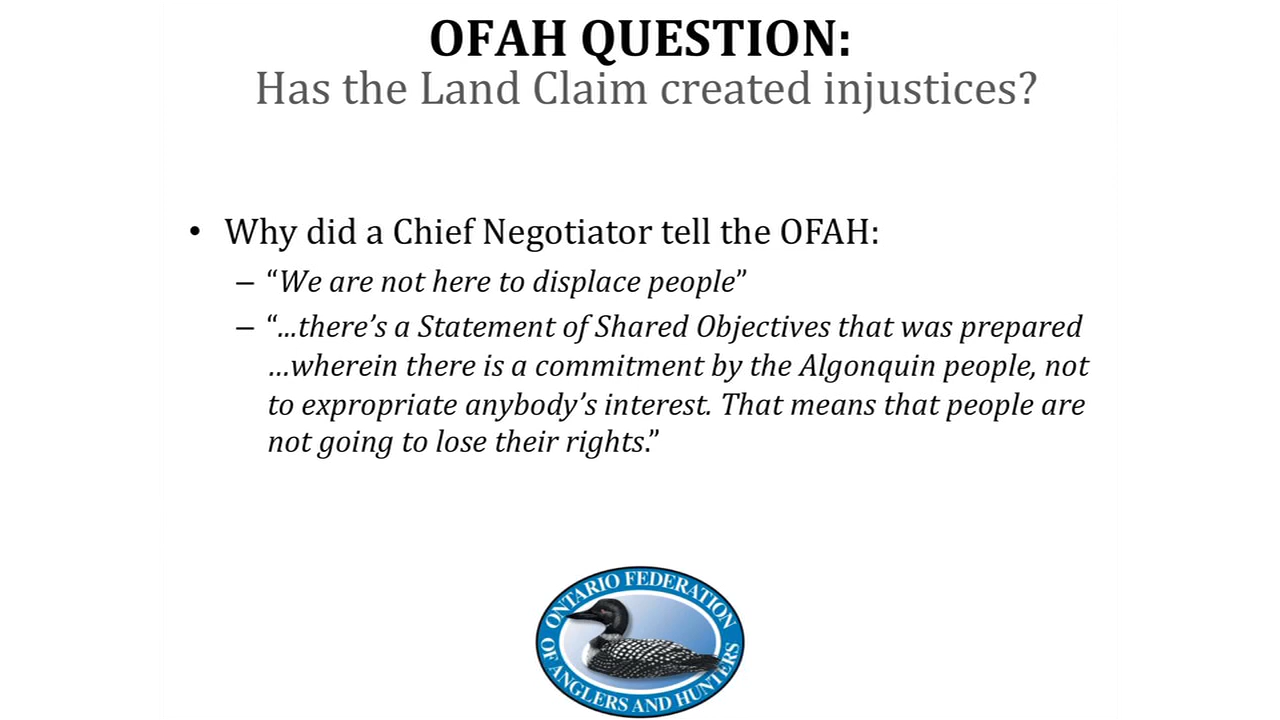 OFAH QUESTION:
Has the Land Claim created injustices?
• Why did a Chief Negotiator tell the OFAH:
– “We are not here to displace people”
– “...there’s a Statement of Shared Objectives that was prepared
...wherein there is a commitment by the Algonquin people, not
to expropriate anybody’s interest. That means that people are
not going to lose their rights.”
ONTARIO FEDERATION
OF ANGLERS AND HUNTERS